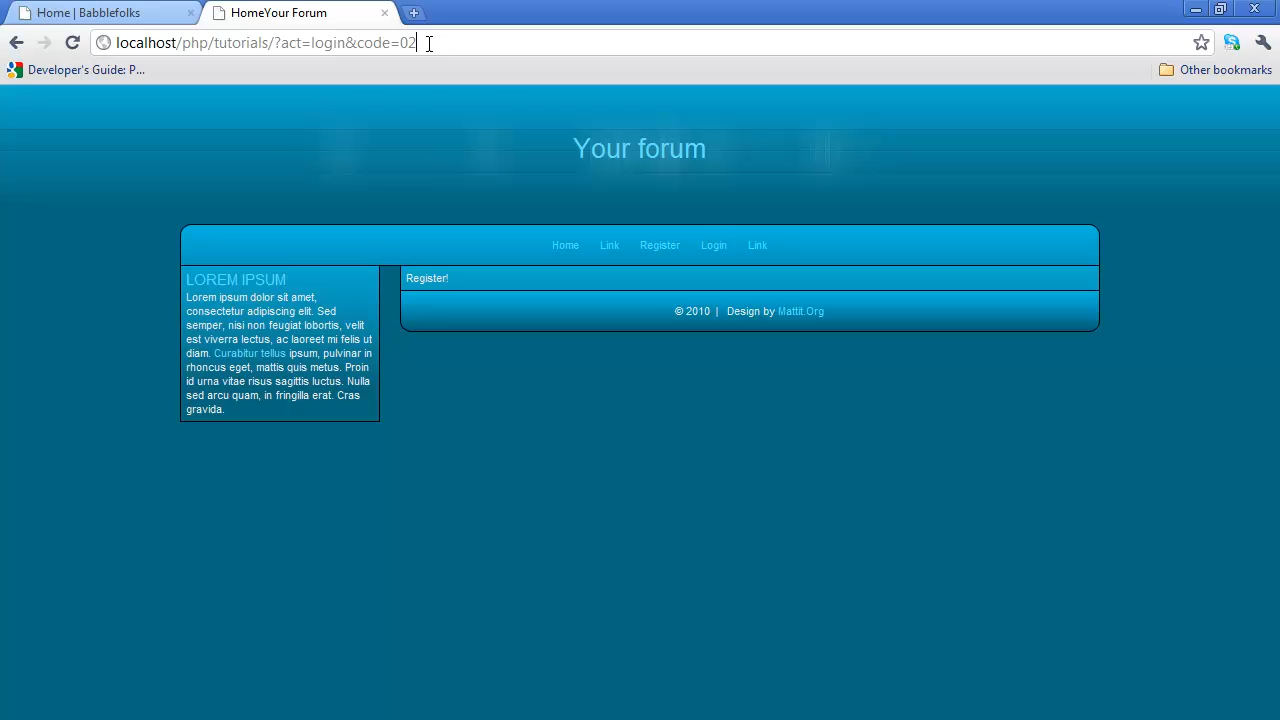 Home | Babblefolks
HomeYour Forum
localhost/php/tutorials/?act=login&code=02
Developer's Guide: P...
Other bookmarks
Your forum
Home Link Register Login Link
LOREM IPSUM
Lorem ipsum dolor sit amet,
consectetur adipiscing elit. Sed
semper, nisi non feugiat lobortis, velit
est viverra lectus, ac laoreet mi felis ut
diam. Curabitur tellus ipsum, pulvinar in
rhoncus eget, mattis quis metus. Proin
id urna vitae risus sagittis luctus. Nulla
sed arcu quam, in fringilla erat. Cras
gravida.
Register!
© 2010 | Design by Mattit.Org